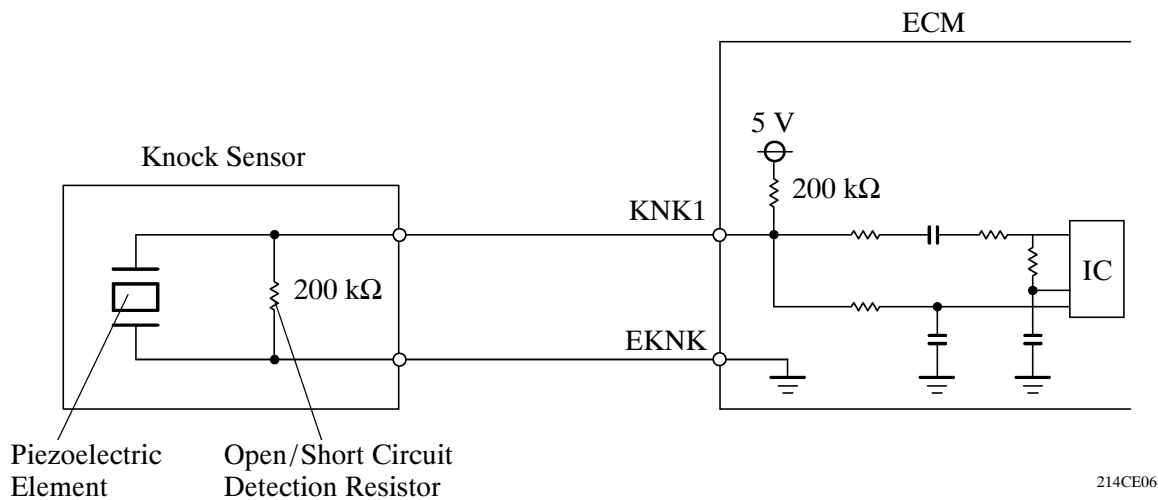 ECM
5 V
Knock Sensor
200 kΩ
KNK1
IC
200 kΩ
EKNK
Piezoelectric
Element
Open/Short Circuit
Detection Resistor
214CE06